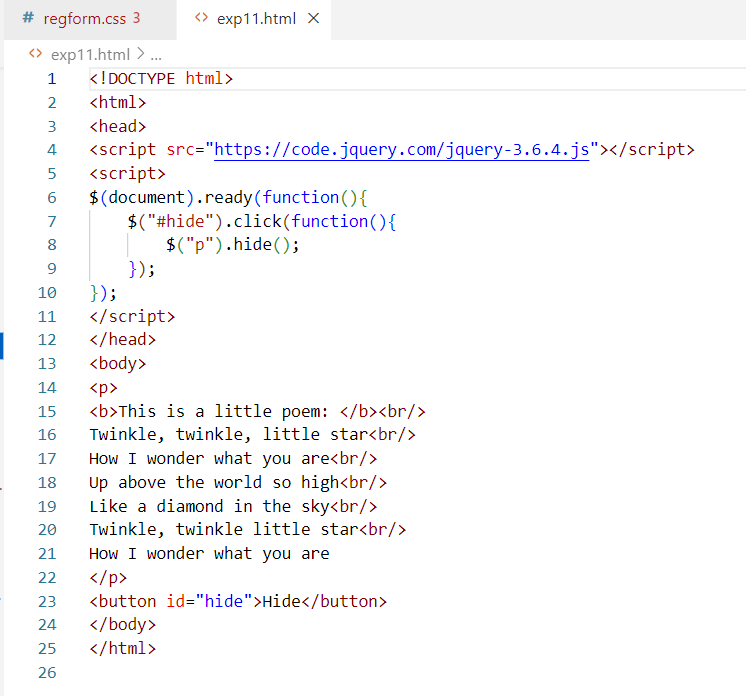 # regform.css 3
<> exp11.html ×
<> exp11.html > ...
1 <!DOCTYPE html>
2 <html>
3 <head>
4 <script src="https://code.jquery.com/jquery-3.6.4.js"></script>
5 <script>
6 $(document).ready(function(){
7     $("#hide").click(function(){
8         $("p").hide();
9     });
10 });
11 </script>
12 </head>
13 <body>
14 <p>
15 <b>This is a little poem: </b><br/>
16 Twinkle, twinkle, little star<br/>
17 How I wonder what you are<br/>
18 Up above the world so high<br/>
19 Like a diamond in the sky<br/>
20 Twinkle, twinkle little star<br/>
21 How I wonder what you are
22 </p>
23 <button id="hide">Hide</button>
24 </body>
25 </html>
26